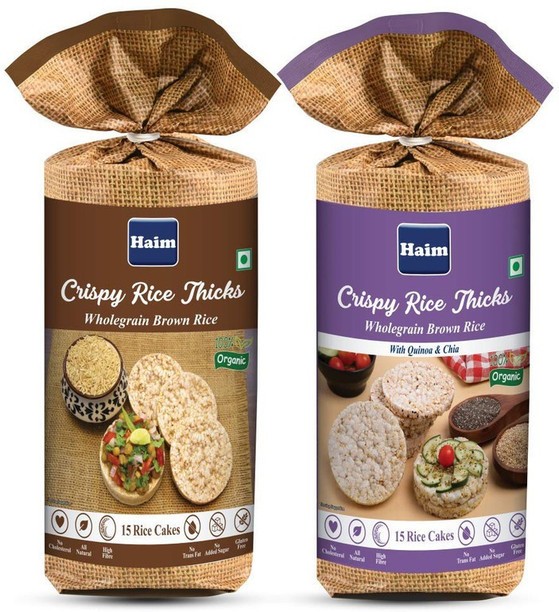 Haim
Crispy Rice Thicks
Wholegrain Brown Rice
100%
Organic
15 Rice Cakes
No
Cholesterol
All
Natural
High
Fibre
No
Trans Fat
No
Added Sugar
Gluten
Free
Haim
Crispy Rice Thicks
Wholegrain Brown Rice
With Quinoa & Chia
Organic
15 Rice Cakes
No
Cholesterol
All
Natural
High
Fibre
No
Trans Fat
No
Added Sugar
Gluten
Free